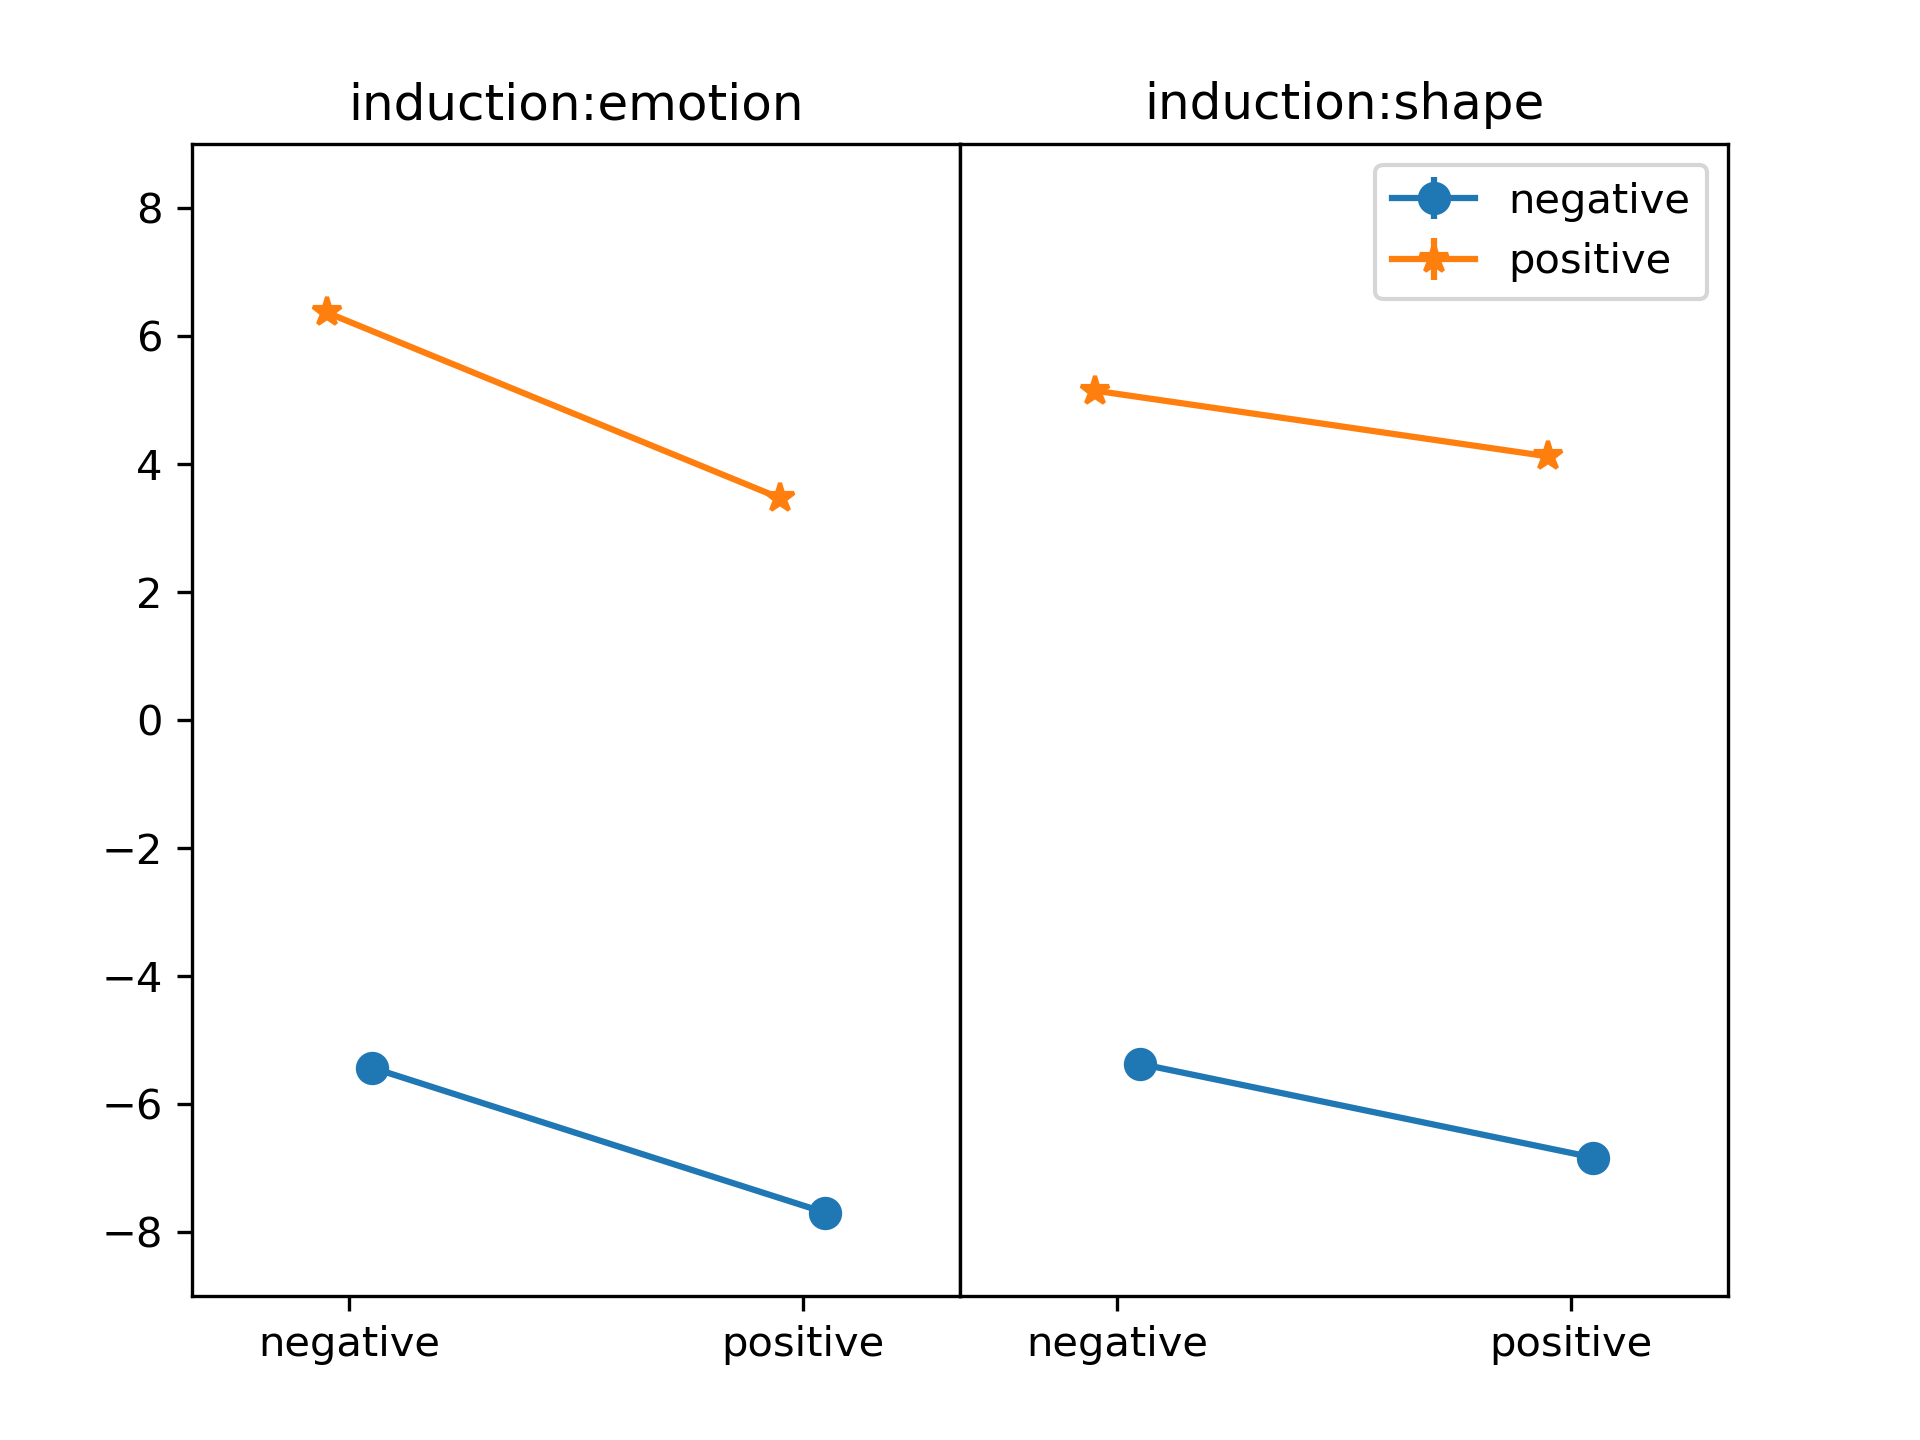 induction:emotion
induction:shape
negative
positive
8
6
4
2
0
−2
−4
−6
−8
negative
positive
negative
positive